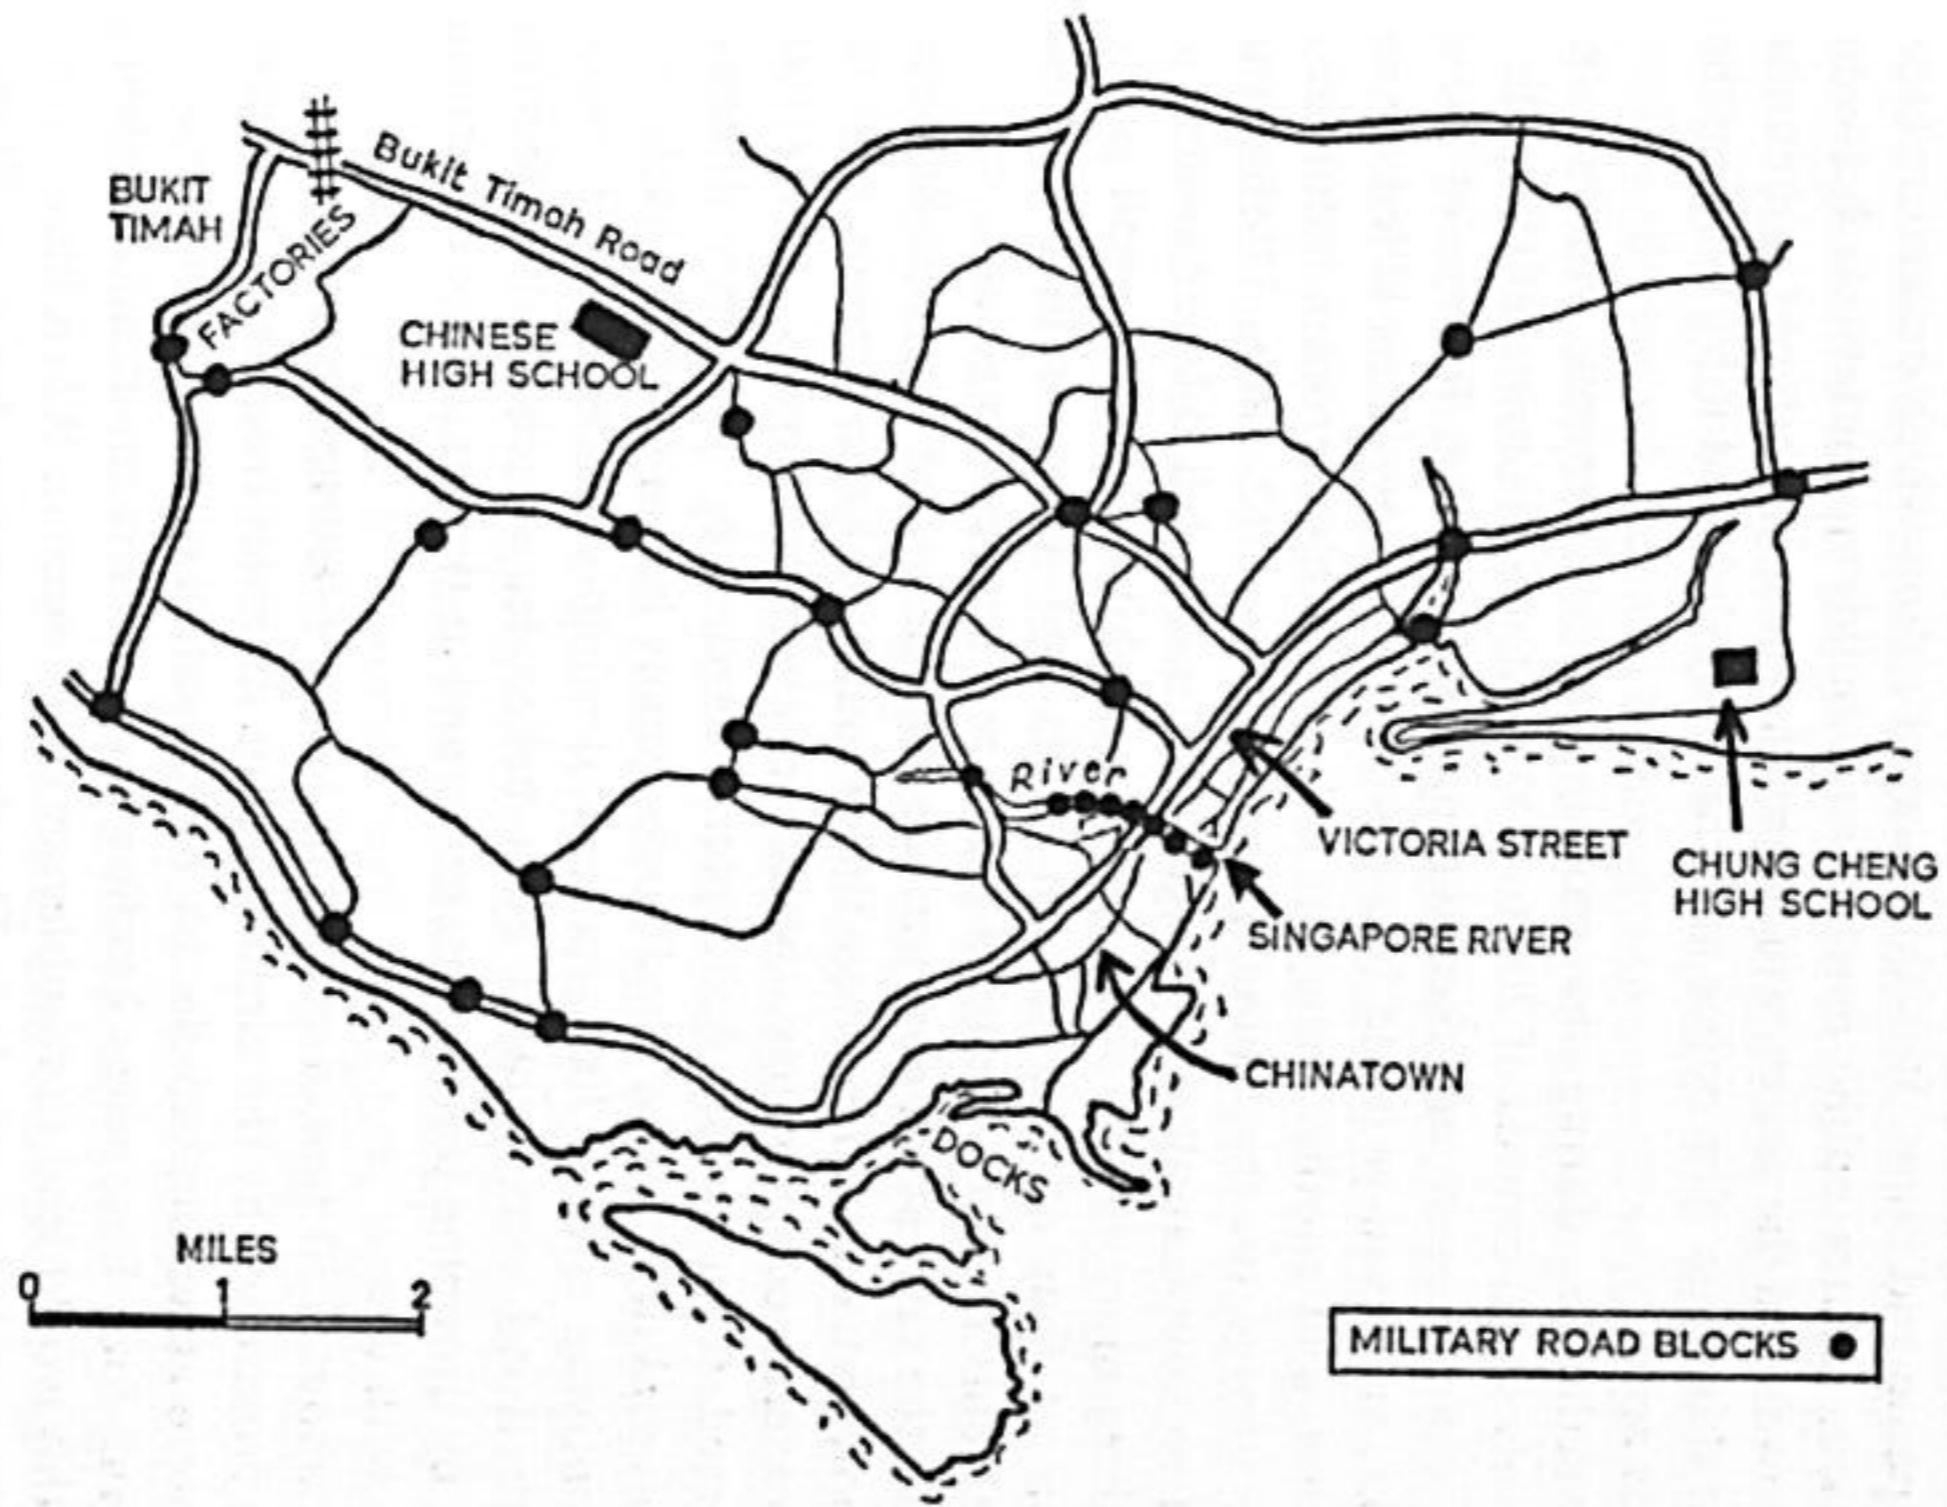 BUKIT
TIMAH
FACTORIES
Bukit Timah Road
CHINESE
HIGH SCHOOL
River
VICTORIA STREET
CHUNG CHENG
HIGH SCHOOL
SINGAPORE RIVER
CHINATOWN
DOCKS
MILES
0 1 2
MILITARY ROAD BLOCKS